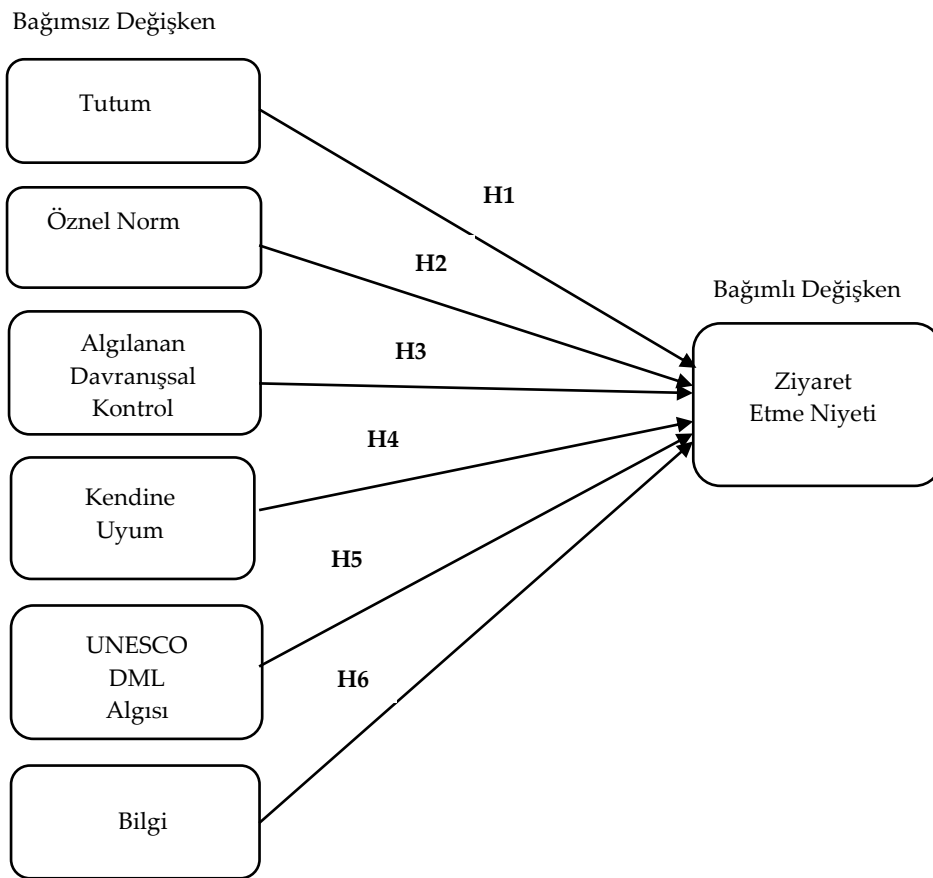 Bağımsız Değişken
Tutum
H1
Öznel Norm
H2
Bağımlı Değişken
Algılanan
Davranışsal
Kontrol
H3
Ziyaret
Etme Niyeti
H4
Kendine
Uyum
H5
UNESCO
DML
Algısı
H6
Bilgi